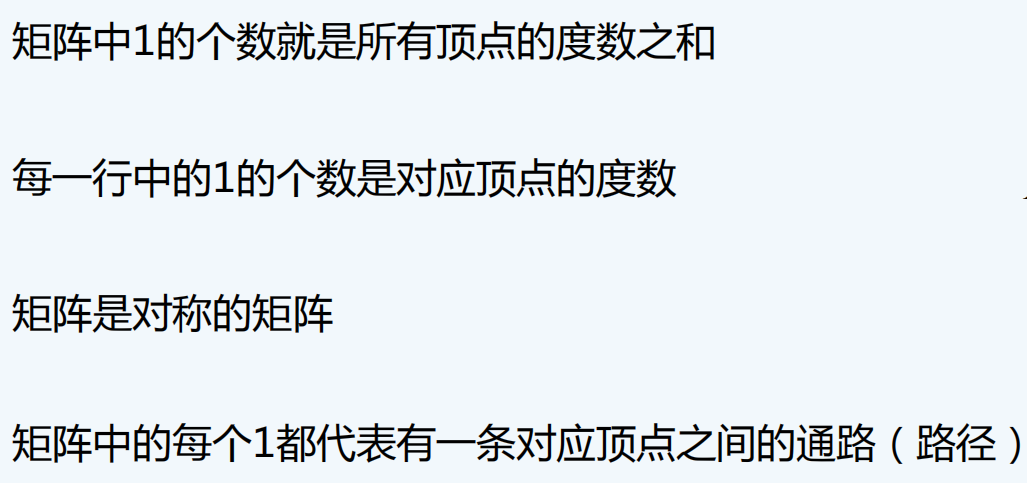 矩阵中1的个数就是所有顶点的度数之和
每一行中的1的个数是对应顶点的度数
矩阵是对称的矩阵
矩阵中的每个1都代表有一条对应顶点之间的通路（路径）